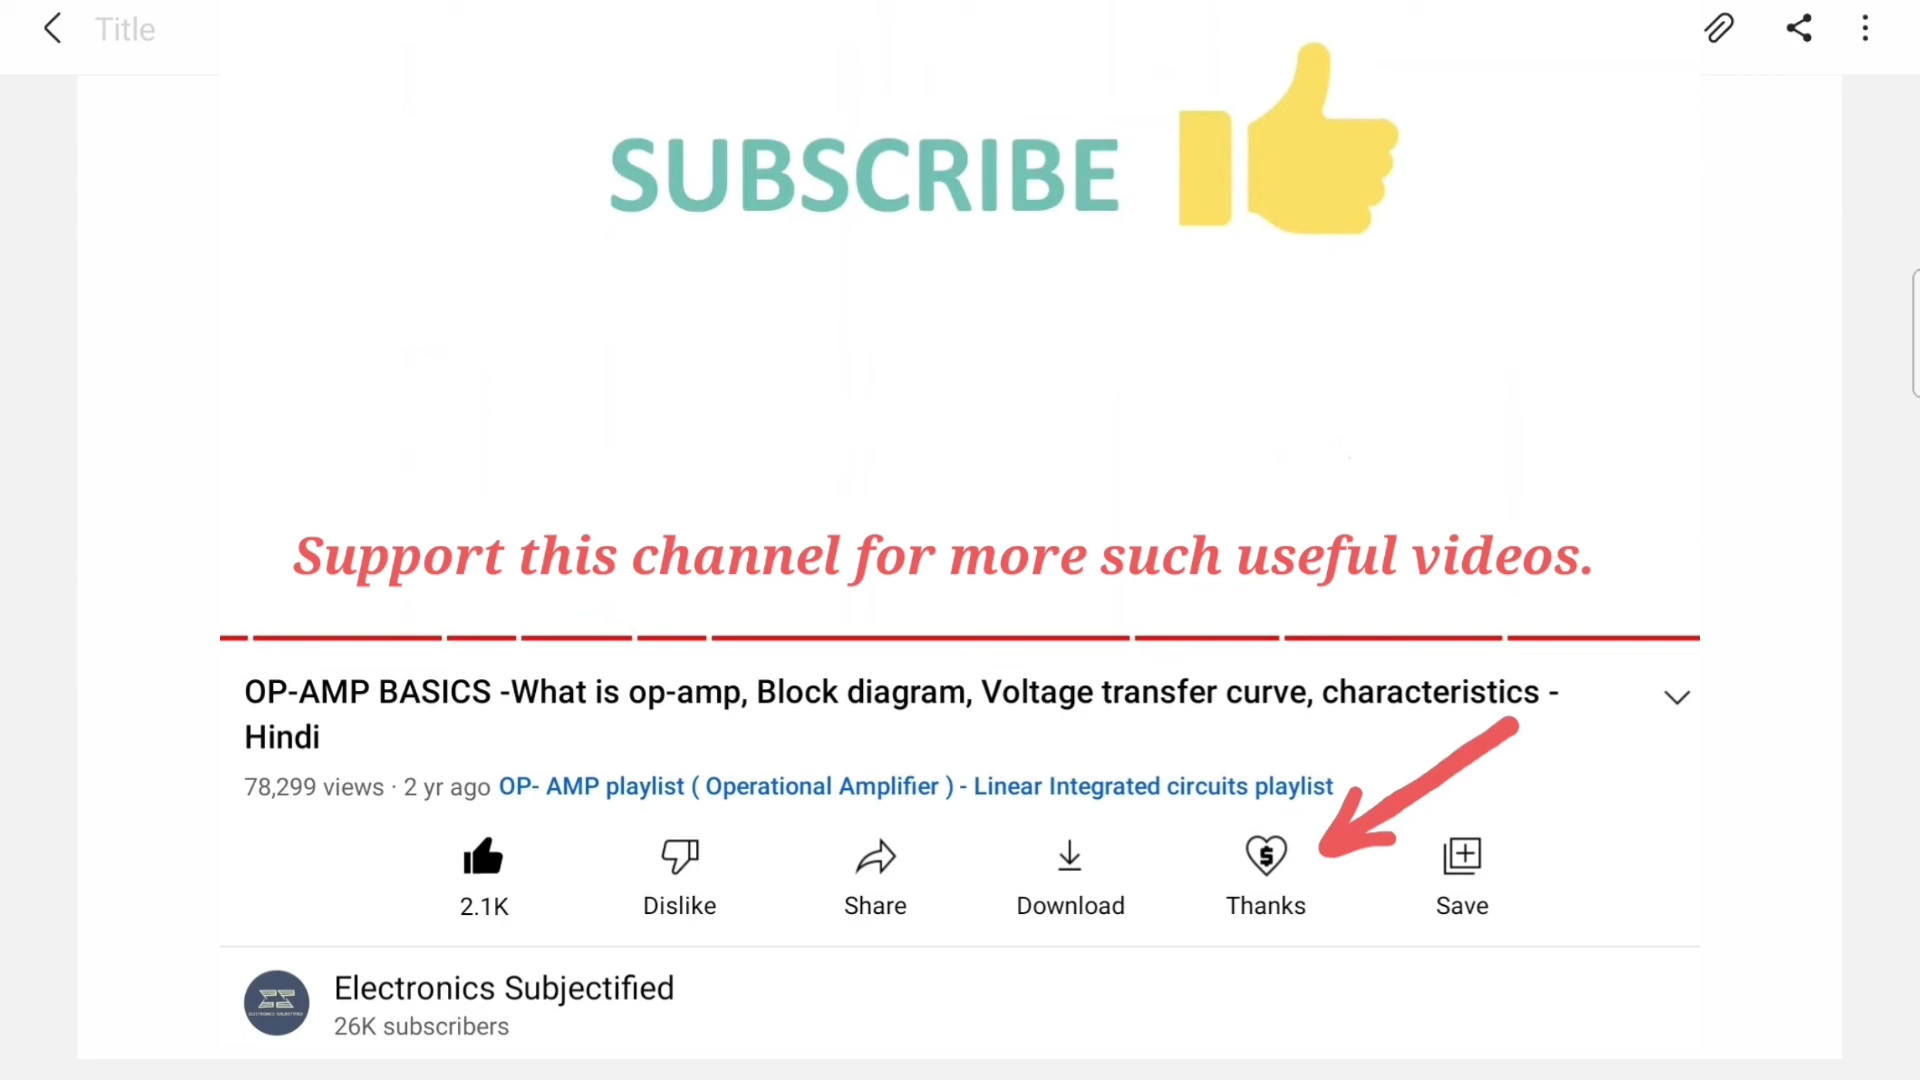 Title
SUBSCRIBE
Support this channel for more such useful videos.
OP-AMP BASICS -What is op-amp, Block diagram, Voltage transfer curve, characteristics -
Hindi
78,299 views · 2 yr ago OP- AMP playlist ( Operational Amplifier ) - Linear Integrated circuits playlist
2.1K Dislike Share Download Thanks Save
Electronics Subjectified
26K subscribers